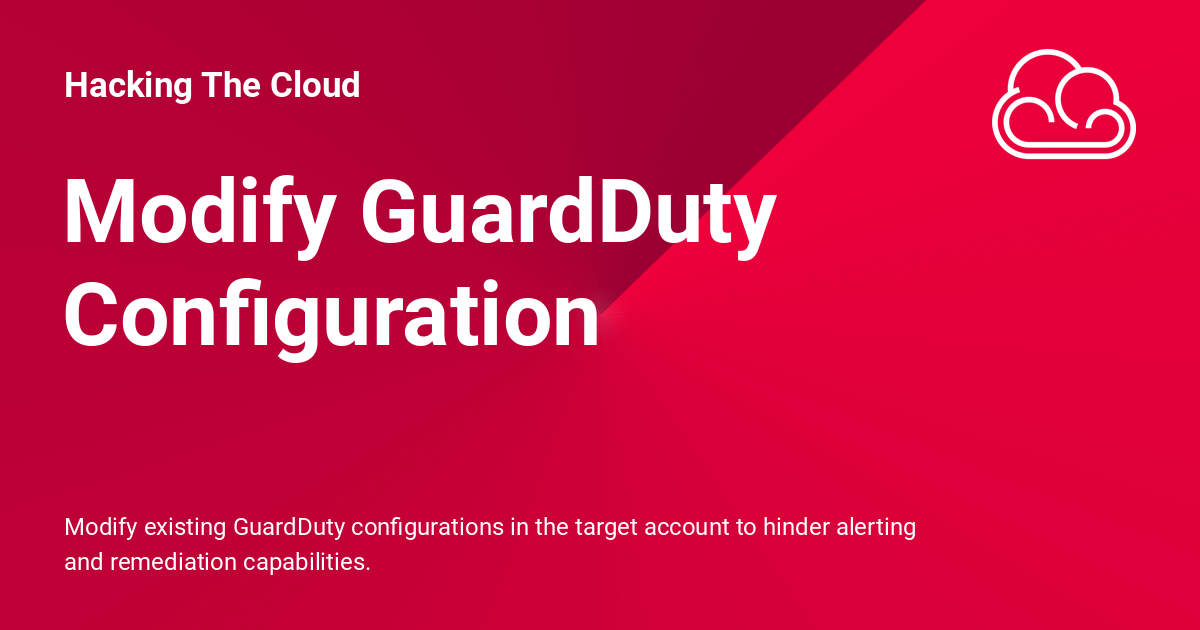 Hacking The Cloud
Modify GuardDuty
Configuration
Modify existing GuardDuty configurations in the target account to hinder alerting
and remediation capabilities.